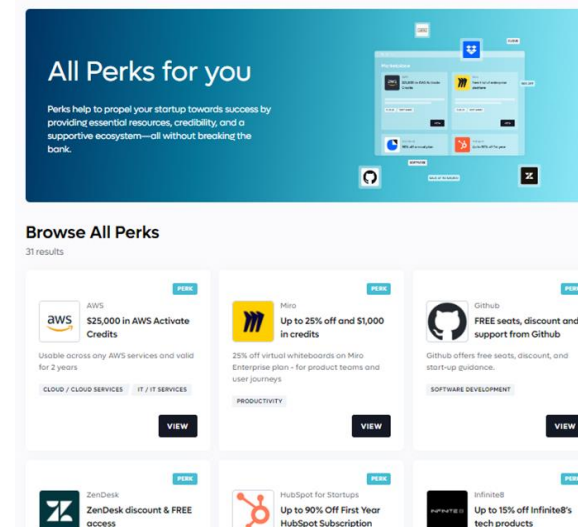 All Perks for you
Perks help to propel your startup towards success by
providing essential resources, credibility, and a
supportive ecosystem—all without breaking the
bank.
Browse All Perks
31 results
PERK
AWS
aws
$25,000 in AWS Activate
Credits
Usable across any AWS services and valid
for 2 years
CLOUD / CLOUD SERVICES
IT / IT SERVICES
VIEW
PERK
Miro
Up to 25% off and $1,000
in credits
25% off virtual whiteboards on Miro
Enterprise plan - for product teams and
user journeys
PRODUCTIVITY
VIEW
PERK
Github
FREE seats, discount and
support from Github
Github offers free seats, discount, and
start-up guidance.
SOFTWARE DEVELOPMENT
VIEW
PERK
ZenDesk
ZenDesk discount & FREE
access
PERK
HubSpot for Startups
Up to 90% Off First Year
HubSpot Subscription
PERK
Infinite8
INFINITE8
Up to 15% off Infinite8's
tech products